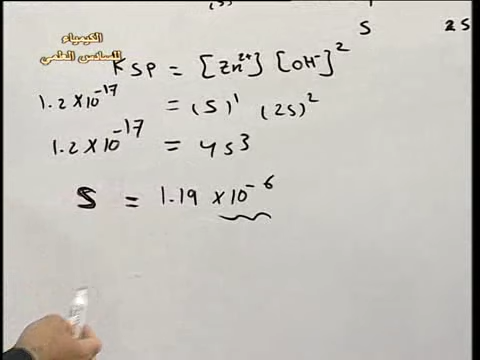 (s)
S 2S
الكيمياء
للسادس العلمي
KSP = [Zn²⁺] [OH⁻]²
1.2×10⁻¹⁷ = (S)¹ (2S)²
1.2×10⁻¹⁷ = 4S³
S = 1.19 ×10⁻⁶